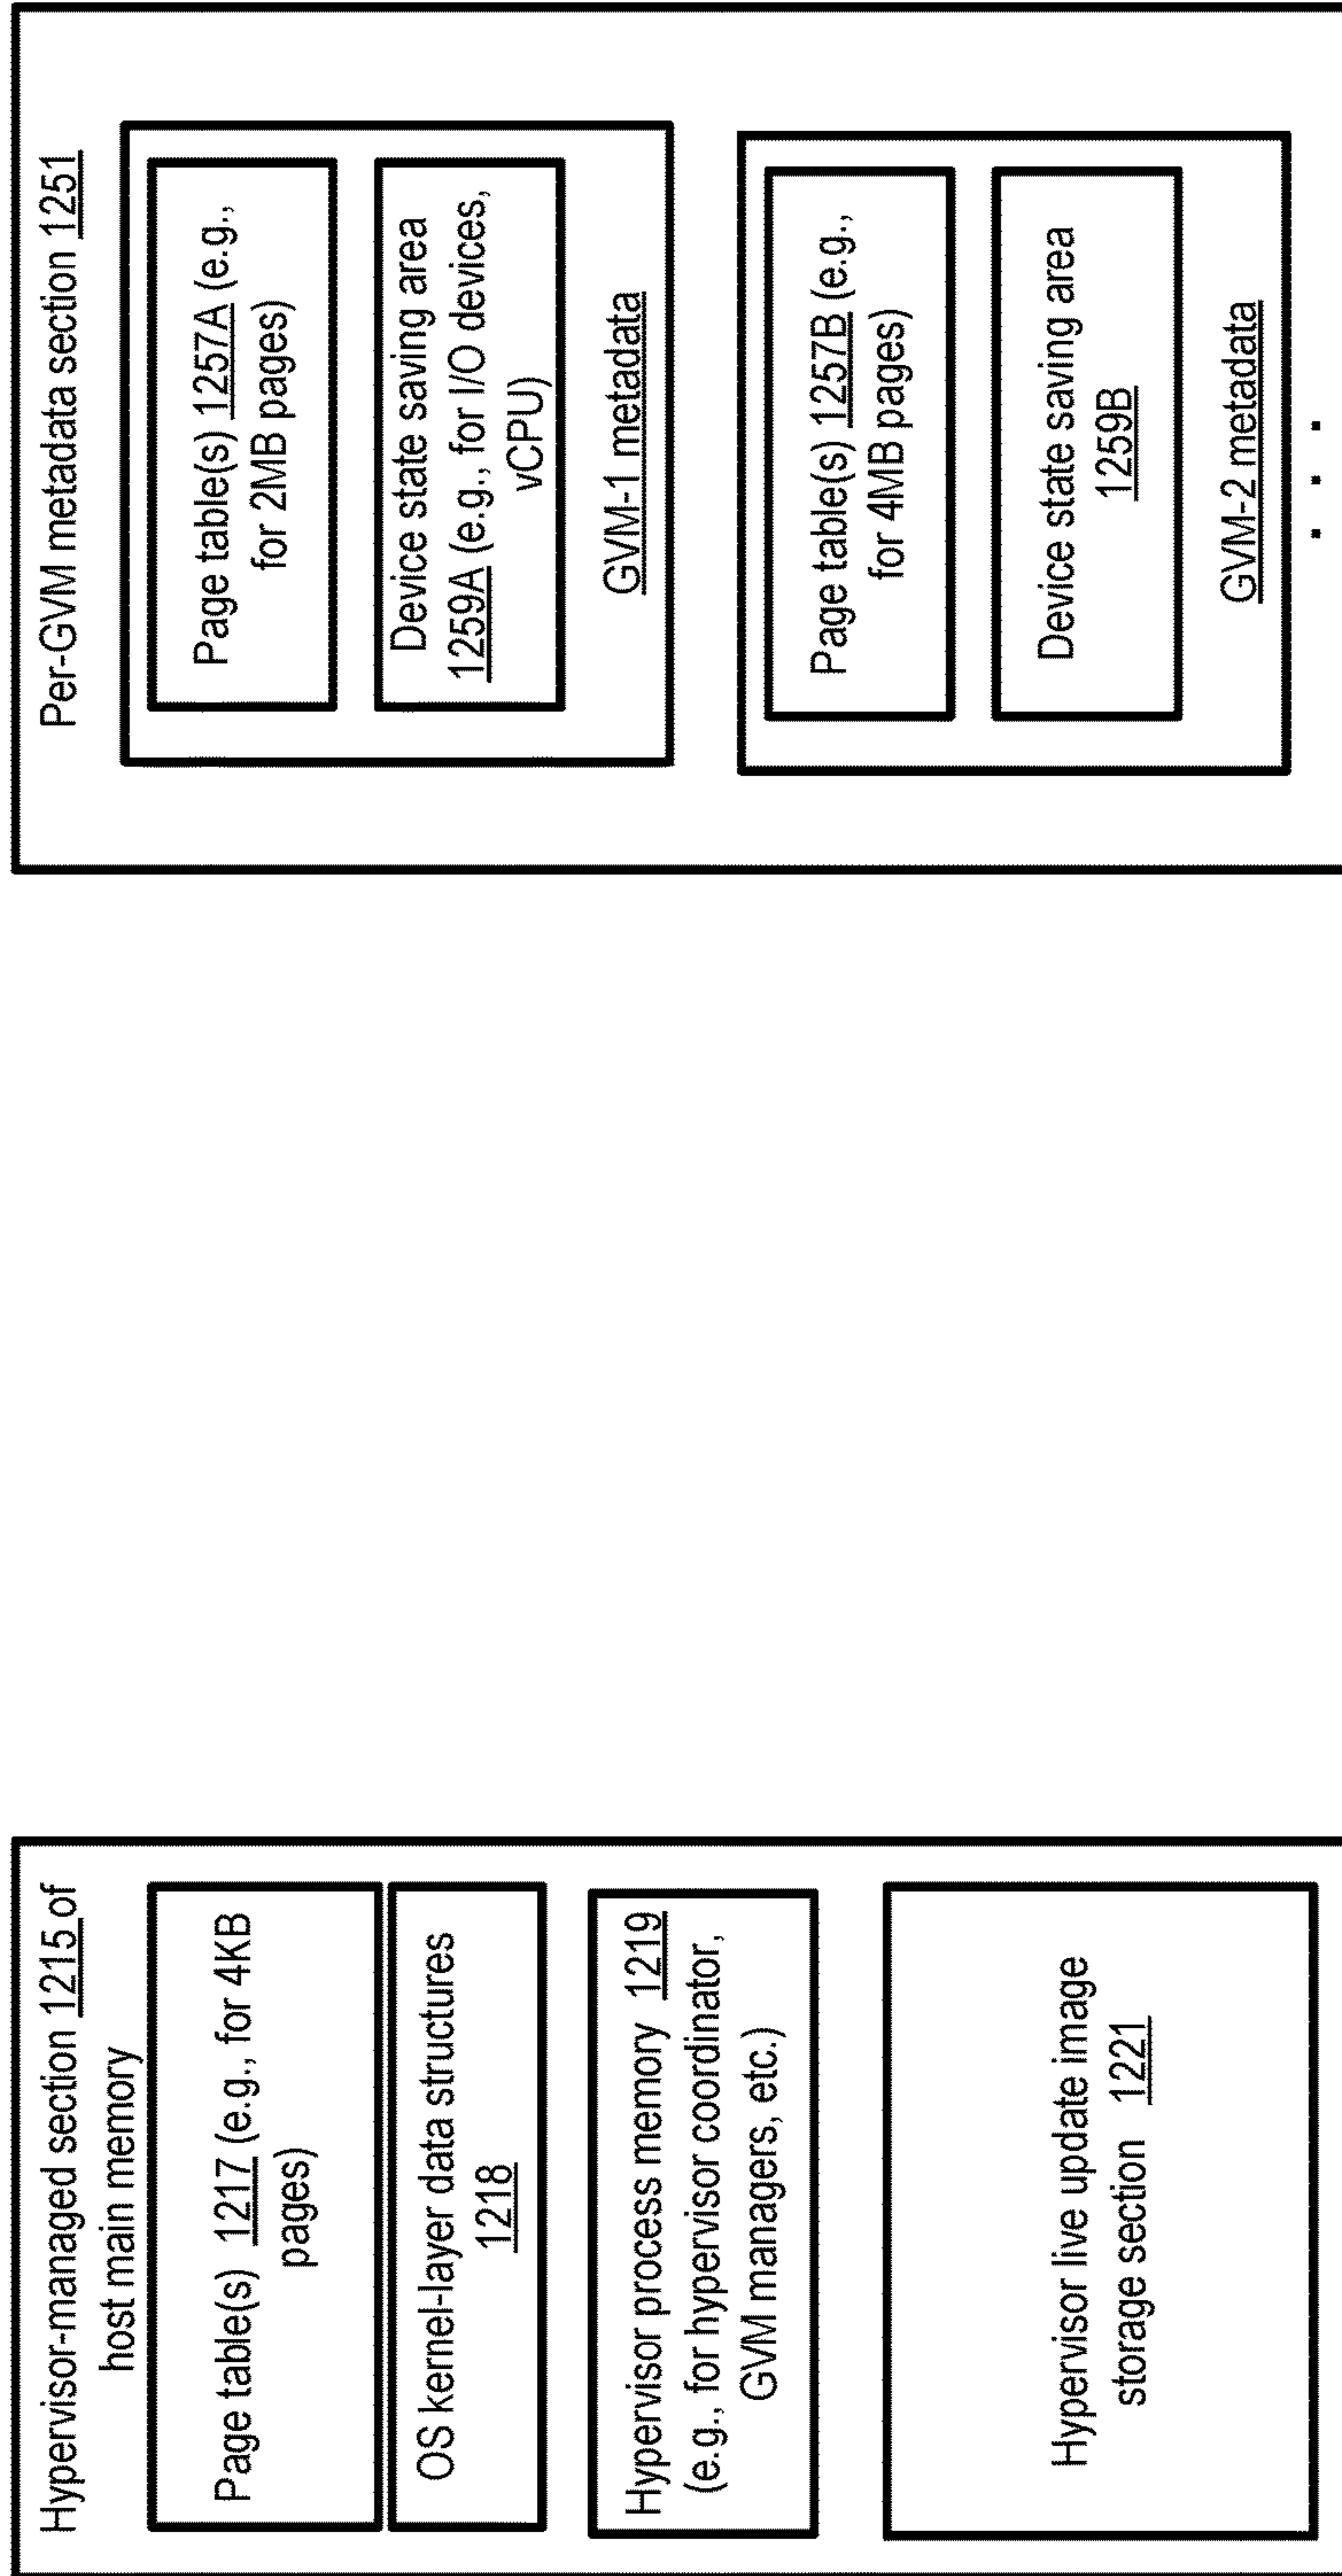 Hypervisor-managed section 1215 of
host main memory
Page table(s) 1217 (e.g., for 4KB
pages)
OS kernel-layer data structures
1218
Hypervisor process memory 1219
(e.g., for hypervisor coordinator,
GVM managers, etc.)
Hypervisor live update image
storage section 1221
Per-GVM metadata section 1251
Page table(s) 1257A (e.g.,
for 2MB pages)
Device state saving area
1259A (e.g., for I/O devices,
vCPU)
GVM-1 metadata
Page table(s) 1257B (e.g.,
for 4MB pages)
Device state saving area
1259B
GVM-2 metadata
. . .